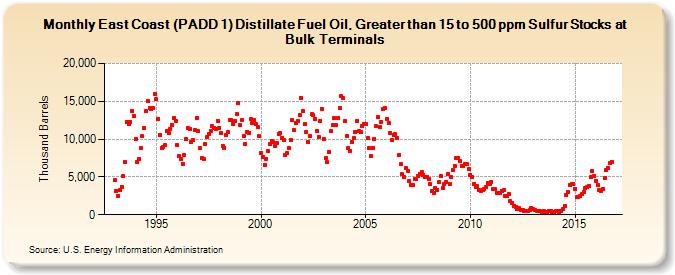 Monthly East Coast (PADD 1) Distillate Fuel Oil, Greater than 15 to 500 ppm Sulfur Stocks at
Bulk Terminals
Thousand Barrels
20,000
15,000
10,000
5,000
0
1995
2000
2005
2010
2015
Source: U.S. Energy Information Administration